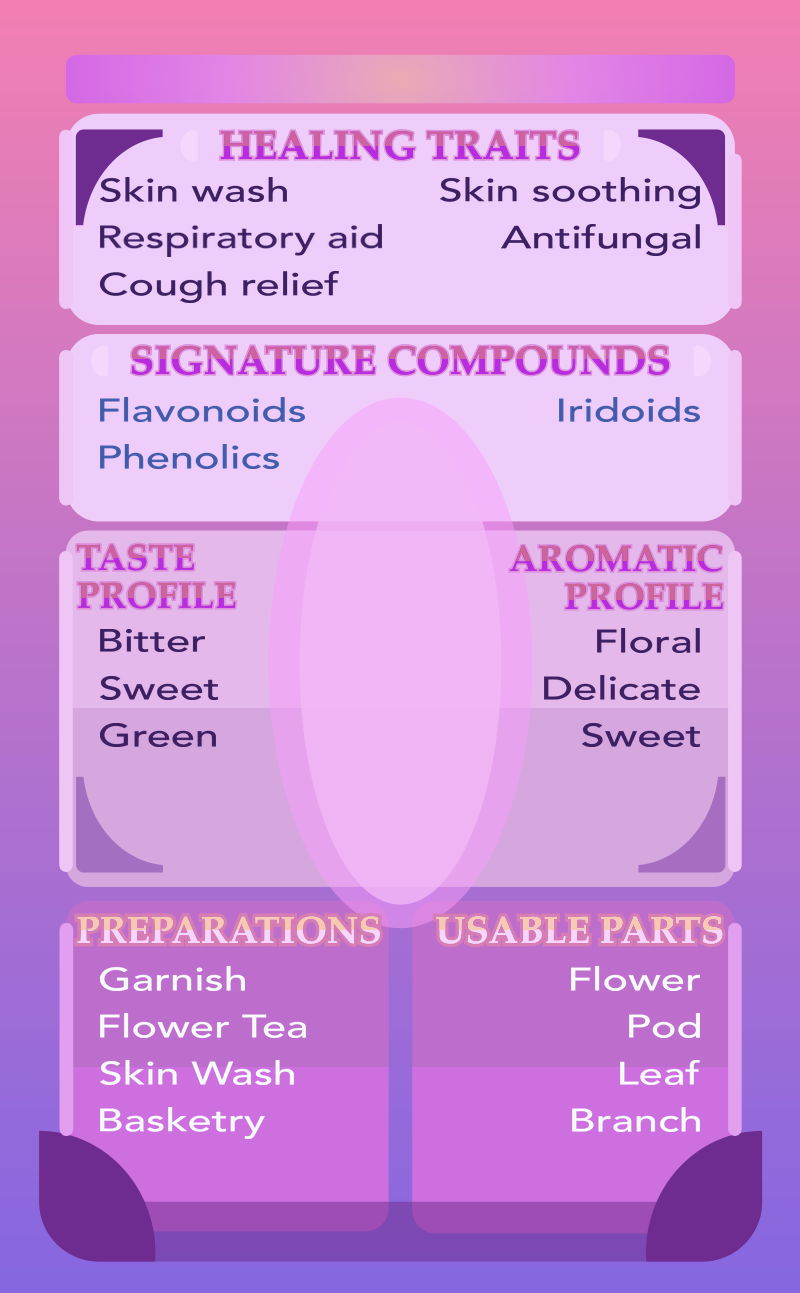 HEALING TRAITS
Skin wash
Skin soothing
Respiratory aid
Antifungal
Cough relief
SIGNATURE COMPOUNDS
Flavonoids
Iridoids
Phenolics
TASTE
PROFILE
Bitter
Sweet
Green
AROMATIC
PROFILE
Floral
Delicate
Sweet
PREPARATIONS
Garnish
Flower Tea
Skin Wash
Basketry
USABLE PARTS
Flower
Pod
Leaf
Branch